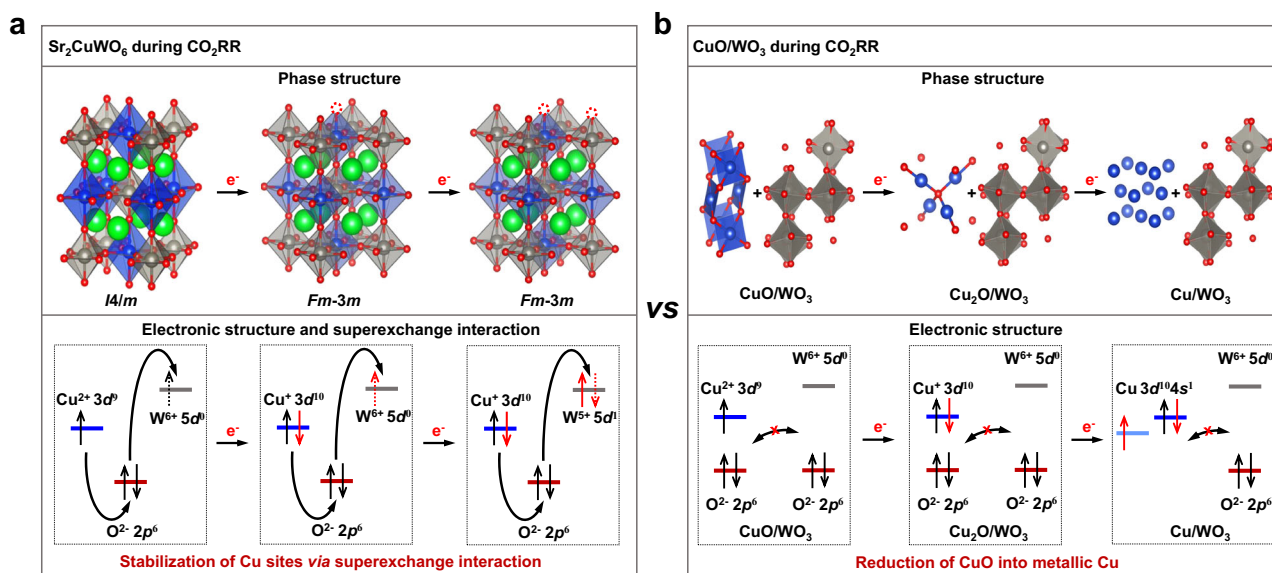 a
Sr₂CuWO₆ during CO₂RR
Phase structure
e⁻
e⁻
I4/m
Fm-3m
Fm-3m
Electronic structure and superexchange interaction
Cu²⁺ 3d⁹
W⁶⁺ 5d⁰
O²⁻ 2p⁶
e⁻
Cu⁺ 3d¹⁰
W⁶⁺ 5d⁰
O²⁻ 2p⁶
e⁻
Cu⁺ 3d¹⁰
W⁵⁺ 5d¹
O²⁻ 2p⁶
Stabilization of Cu sites via superexchange interaction
vs
b
CuO/WO₃ during CO₂RR
Phase structure
+
e⁻
+
e⁻
+
CuO/WO₃
Cu₂O/WO₃
Cu/WO₃
Electronic structure
W⁶⁺ 5d⁰
Cu²⁺ 3d⁹
x
O²⁻ 2p⁶
O²⁻ 2p⁶
CuO/WO₃
e⁻
W⁶⁺ 5d⁰
Cu⁺ 3d¹⁰
x
O²⁻ 2p⁶
O²⁻ 2p⁶
Cu₂O/WO₃
e⁻
W⁶⁺ 5d⁰
Cu 3d¹⁰4s¹
x
O²⁻ 2p⁶
Cu/WO₃
Reduction of CuO into metallic Cu